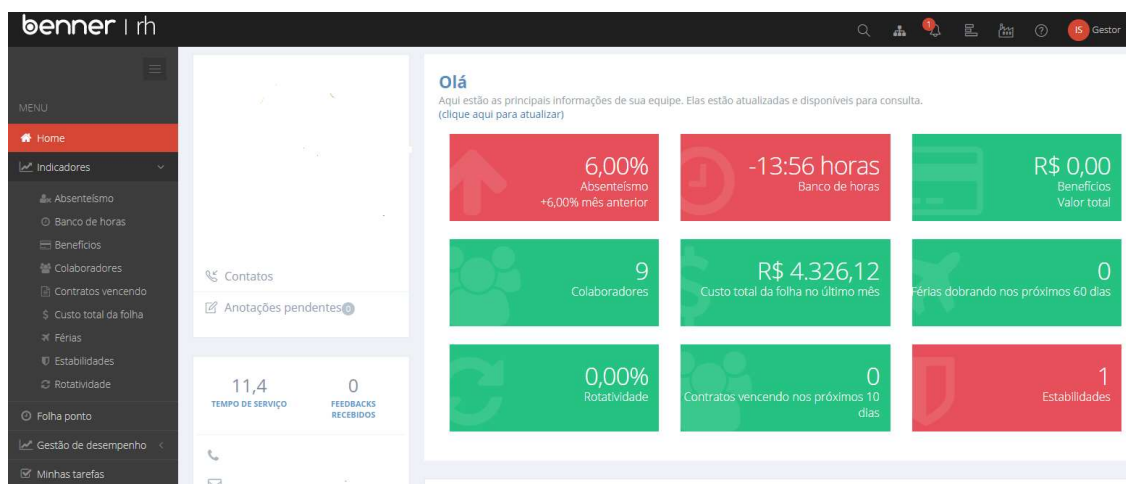 benner | rh
1
IS Gestor
MENU
Home
Indicadores
Absenteísmo
Banco de horas
Benefícios
Colaboradores
Contratos vencendo
Custo total da folha
Férias
Estabilidades
Rotatividade
Folha ponto
Gestão de desempenho
Minhas tarefas
Contatos
Anotações pendentes 0
11,4
TEMPO DE SERVIÇO
0
FEEDBACKS
RECEBIDOS
Olá
Aqui estão as principais informações de sua equipe. Elas estão atualizadas e disponíveis para consulta.
(clique aqui para atualizar)
6,00%
Absenteísmo
+6,00% mês anterior
-13:56 horas
Banco de horas
R$ 0,00
Benefícios
Valor total
9
Colaboradores
R$ 4.326,12
Custo total da folha no último mês
0
Férias dobrando nos próximos 60 dias
0,00%
Rotatividade
0
Contratos vencendo nos próximos 10
dias
1
Estabilidades